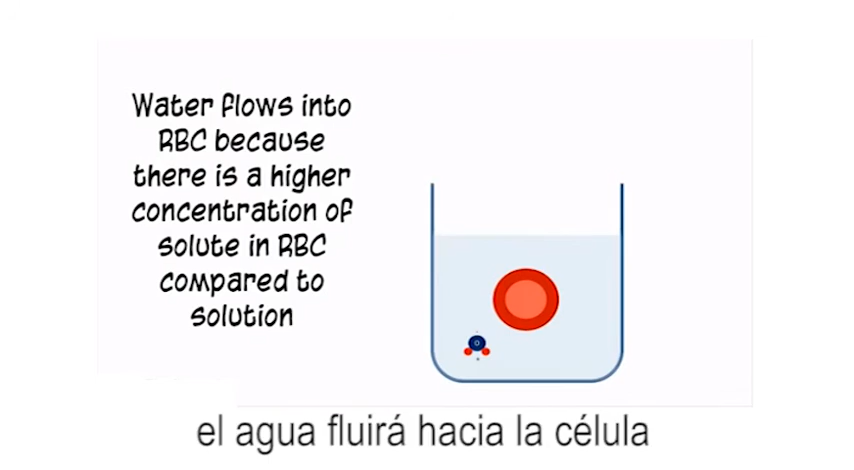 Water flows into
RBC because
there is a higher
concentration of
solute in RBC
compared to
solution
el agua fluirá hacia la célula